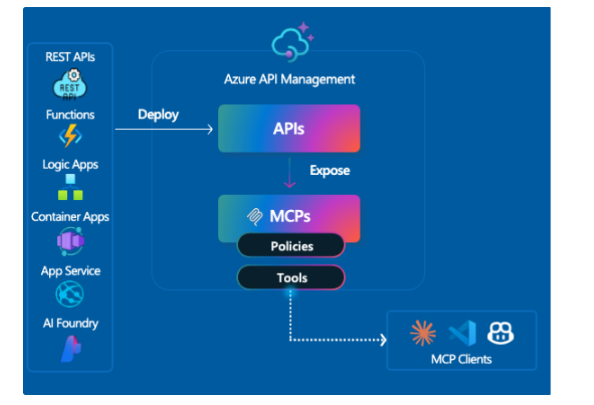 REST APIs
REST
API
Functions
Logic Apps
Container Apps
App Service
AI Foundry
Deploy
Azure API Management
APIs
Expose
MCPs
Policies
Tools
MCP Clients